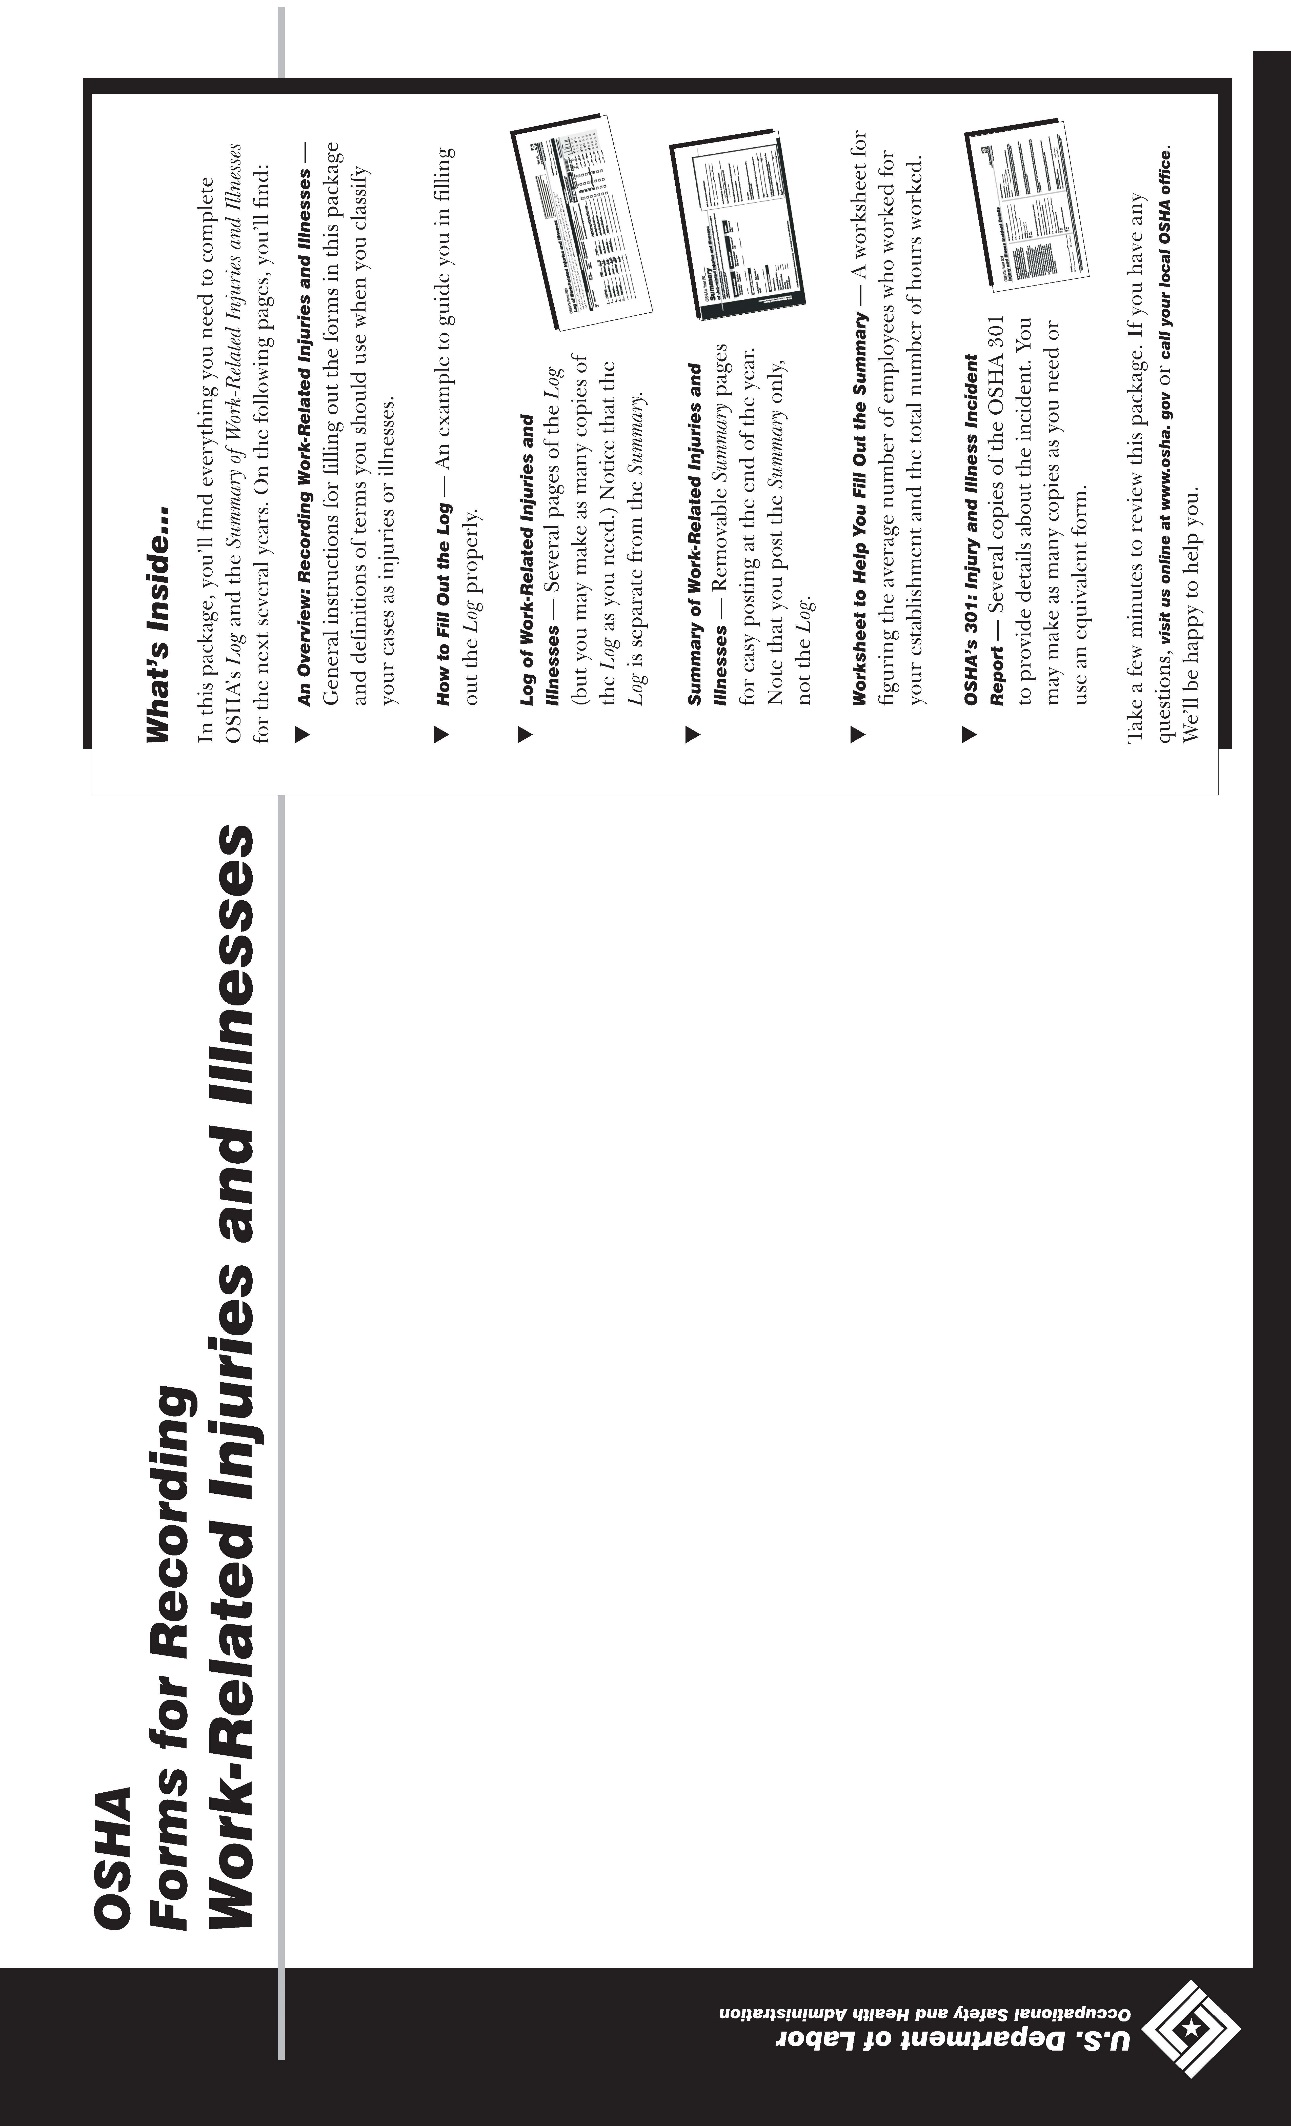 OSHA
Forms for Recording
Work-Related Injuries and Illnesses
What's Inside...
In this package, you'll find everything you need to complete
OSHA's Log and the Summary of Work-Related Injuries and Illnesses
for the next several years. On the following pages, you'll find:
▼ An Overview: Recording Work-Related Injuries and Illnesses —
General instructions for filling out the forms in this package
and definitions of terms you should use when you classify
your cases as injuries or illnesses.
▼ How to Fill Out the Log — An example to guide you in filling
out the Log properly.
▼ Log of Work-Related Injuries and
Illnesses — Several pages of the Log
(but you may make as many copies of
the Log as you need.) Notice that the
Log is separate from the Summary.
▼ Summary of Work-Related Injuries and
Illnesses — Removable Summary pages
for easy posting at the end of the year.
Note that you post the Summary only,
not the Log.
▼ Worksheet to Help You Fill Out the Summary — A worksheet for
figuring the average number of employees who worked for
your establishment and the total number of hours worked.
▼ OSHA's 301: Injury and Illness Incident
Report — Several copies of the OSHA 301
to provide details about the incident. You
may make as many copies as you need or
use an equivalent form.
Take a few minutes to review this package. If you have any
questions, visit us online at www.osha. gov or call your local OSHA office.
We'll be happy to help you.
U.S. Department of Labor
Occupational Safety and Health Administration